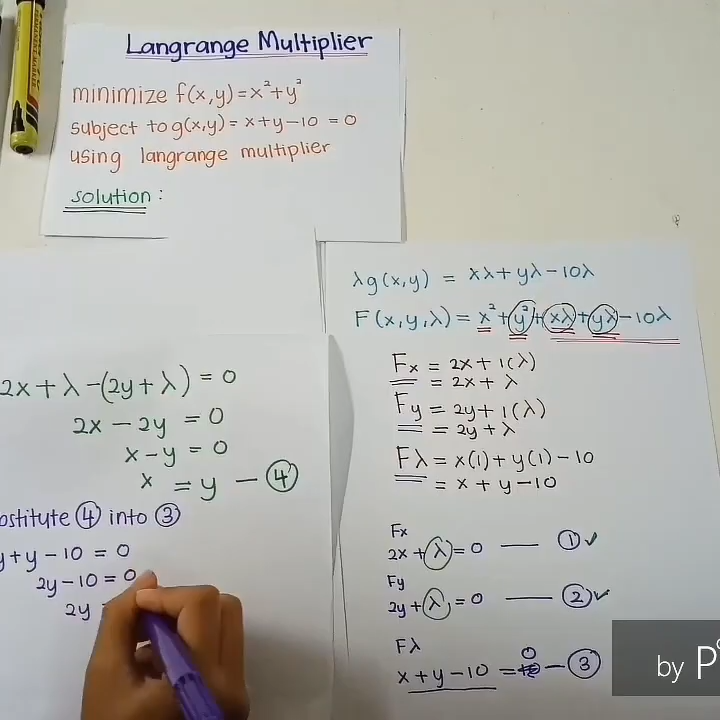 Langrange Multiplier
minimize f(x,y) = x² + y²
subject to g(x,y) = x + y - 10 = 0
using langrange multiplier
solution :
λg(x,y) = xλ + yλ - 10λ
F(x,y,λ) = x² + y² + xλ + yλ - 10λ
Fx = 2x + 1(λ)
= 2x + λ
Fy = 2y + 1(λ)
= 2y + λ
Fλ = x(1) + y(1) - 10
= x + y - 10
Fx
2x + λ = 0 — ① ✓
Fy
2y + λ = 0 — ② ✓
Fλ
x + y - 10 = 0 — ③
2x + λ - (2y + λ) = 0
2x - 2y = 0
x - y = 0
x = y - ④
④ into ③
y + y - 10 = 0
2y - 10 = 0
2y
by